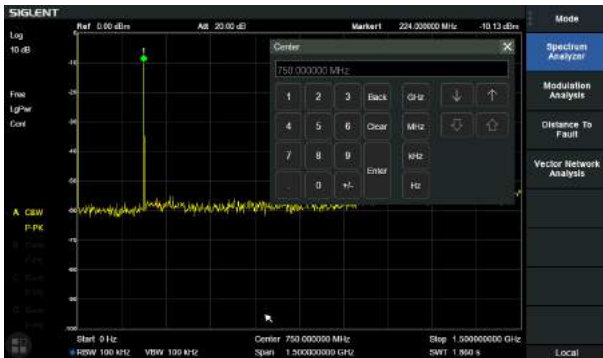 SIGLENT
Mode
Ref 0.00 dBm Att 20.00 dB Marker1 224.000000 MHz -10.13 dBm
Log
10 dB
Free
LgPwr
Cont
A C&W
P-PK
0
-10
1
Center
750.000000 MHz
1 2 3 Back GHz
4 5 6 Clear MHz
7 8 9 Enter kHz
. 0 +/- Hz
Spectrum
Analyzer
Modulation
Analysis
Distance To
Fault
Vector Network
Analysis
Start 0 Hz Center 750.000000 MHz Stop 1.500000000 GHz
RBW 100 kHz VBW 100 kHz Span 1.500000000 GHz SWT 1.860 s
Local